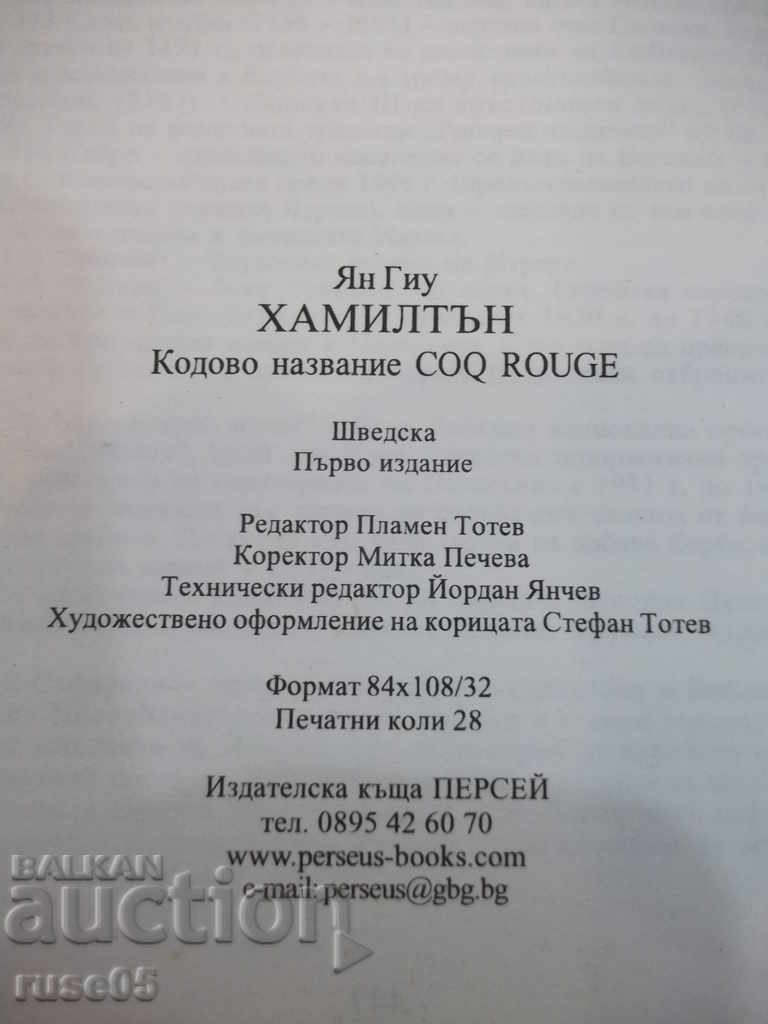 Ян Гиу
ХАМИЛТЪН
Кодово название COQ ROUGE
Шведска
Първо издание
Редактор Пламен Тотев
Коректор Митка Печева
Технически редактор Йордан Янчев
Художествено оформление на корицата Стефан Тотев
Формат 84x108/32
Печатни коли 28
Издателска къща ПЕРСЕЙ
тел. 0895 42 60 70
www.perseus-books.com
e-mail: perseus@gbg.bg
BALKAN
auction
ruse05